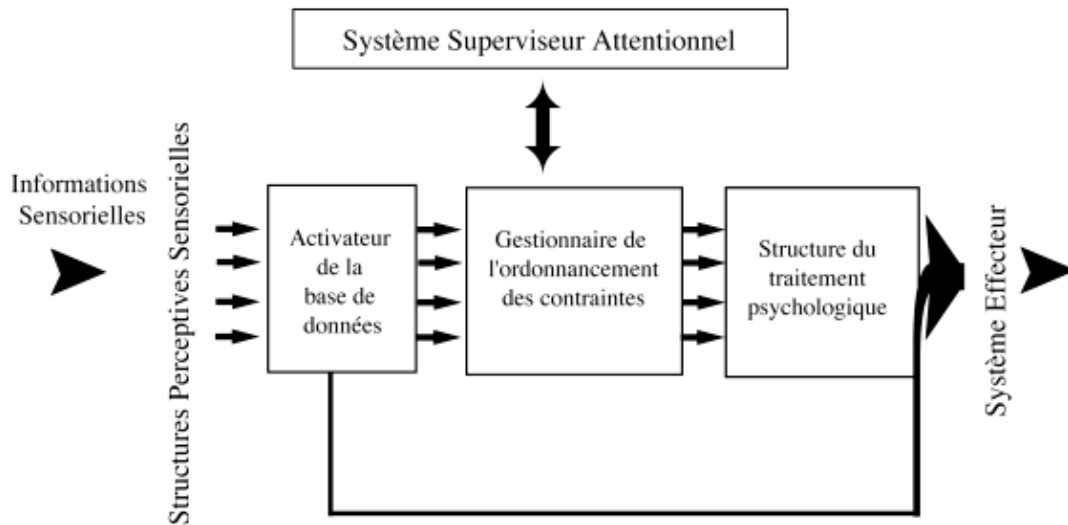 Système Superviseur Attentionnel
Informations
Sensorielles
Structures Perceptives Sensorielles
Activateur
de la
base de
données
Gestionnaire de
l'ordonnancement
des contraintes
Structure du
traitement
psychologique
Système Effecteur